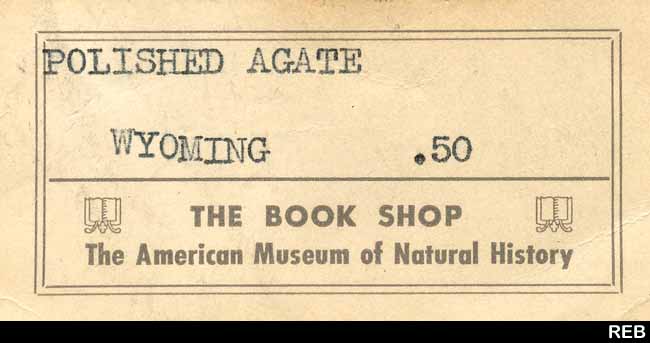 POLISHED AGATE
WYOMING .50
THE BOOK SHOP
The American Museum of Natural History
REB